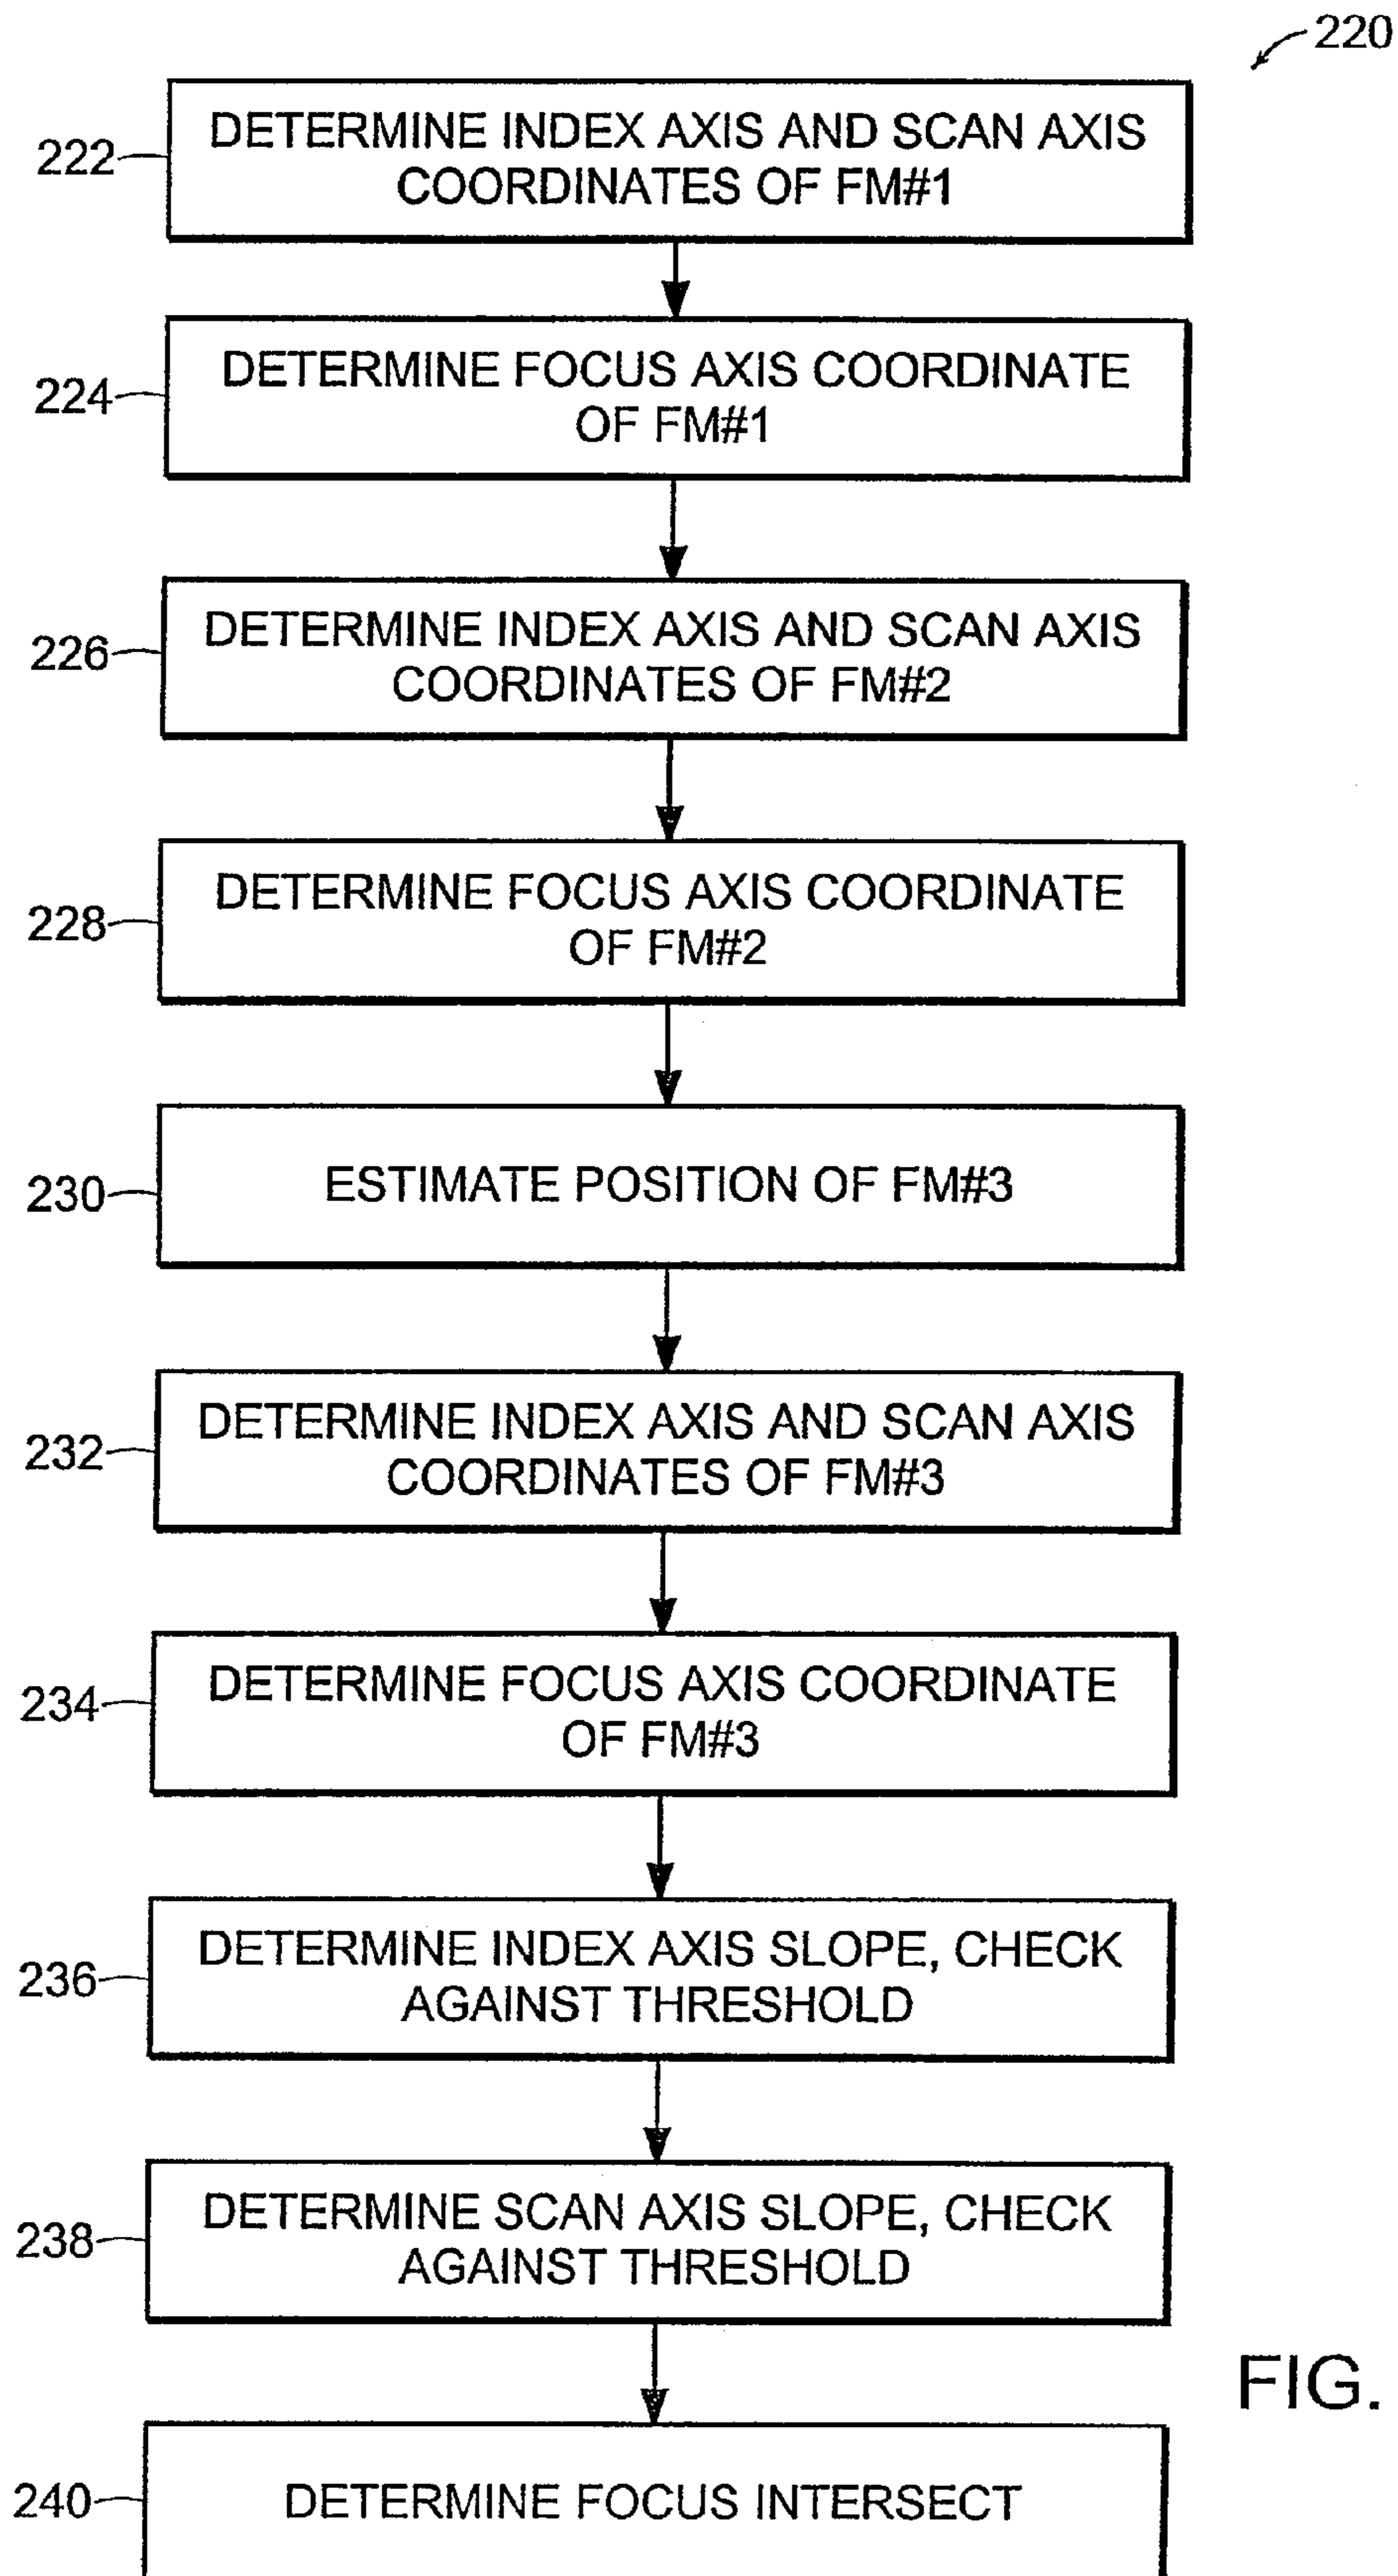 220
222
DETERMINE INDEX AXIS AND SCAN AXIS
COORDINATES OF FM#1
224
DETERMINE FOCUS AXIS COORDINATE
OF FM#1
226
DETERMINE INDEX AXIS AND SCAN AXIS
COORDINATES OF FM#2
228
DETERMINE FOCUS AXIS COORDINATE
OF FM#2
230
ESTIMATE POSITION OF FM#3
232
DETERMINE INDEX AXIS AND SCAN AXIS
COORDINATES OF FM#3
234
DETERMINE FOCUS AXIS COORDINATE
OF FM#3
236
DETERMINE INDEX AXIS SLOPE, CHECK
AGAINST THRESHOLD
238
DETERMINE SCAN AXIS SLOPE, CHECK
AGAINST THRESHOLD
FIG.
240
DETERMINE FOCUS INTERSECT